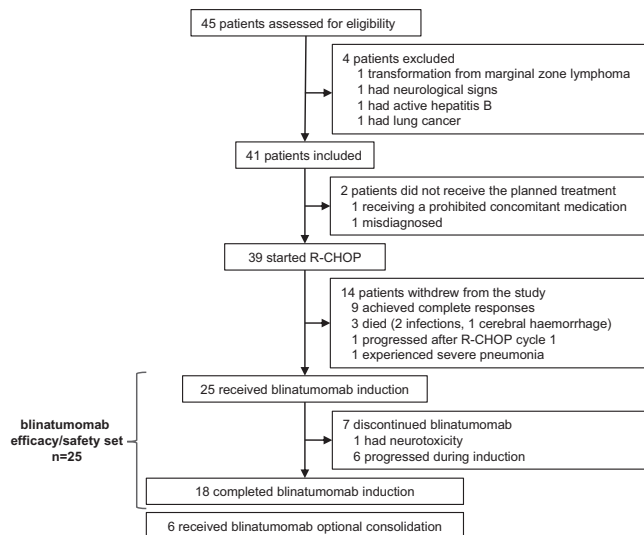 45 patients assessed for eligibility
4 patients excluded
1 transformation from marginal zone lymphoma
1 had neurological signs
1 had active hepatitis B
1 had lung cancer
41 patients included
2 patients did not receive the planned treatment
1 receiving a prohibited concomitant medication
1 misdiagnosed
39 started R-CHOP
14 patients withdrew from the study
9 achieved complete responses
3 died (2 infections, 1 cerebral haemorrhage)
1 progressed after R-CHOP cycle 1
1 experienced severe pneumonia
25 received blinatumomab induction
blinatumomab
efficacy/safety set
n=25
7 discontinued blinatumomab
1 had neurotoxicity
6 progressed during induction
18 completed blinatumomab induction
6 received blinatumomab optional consolidation